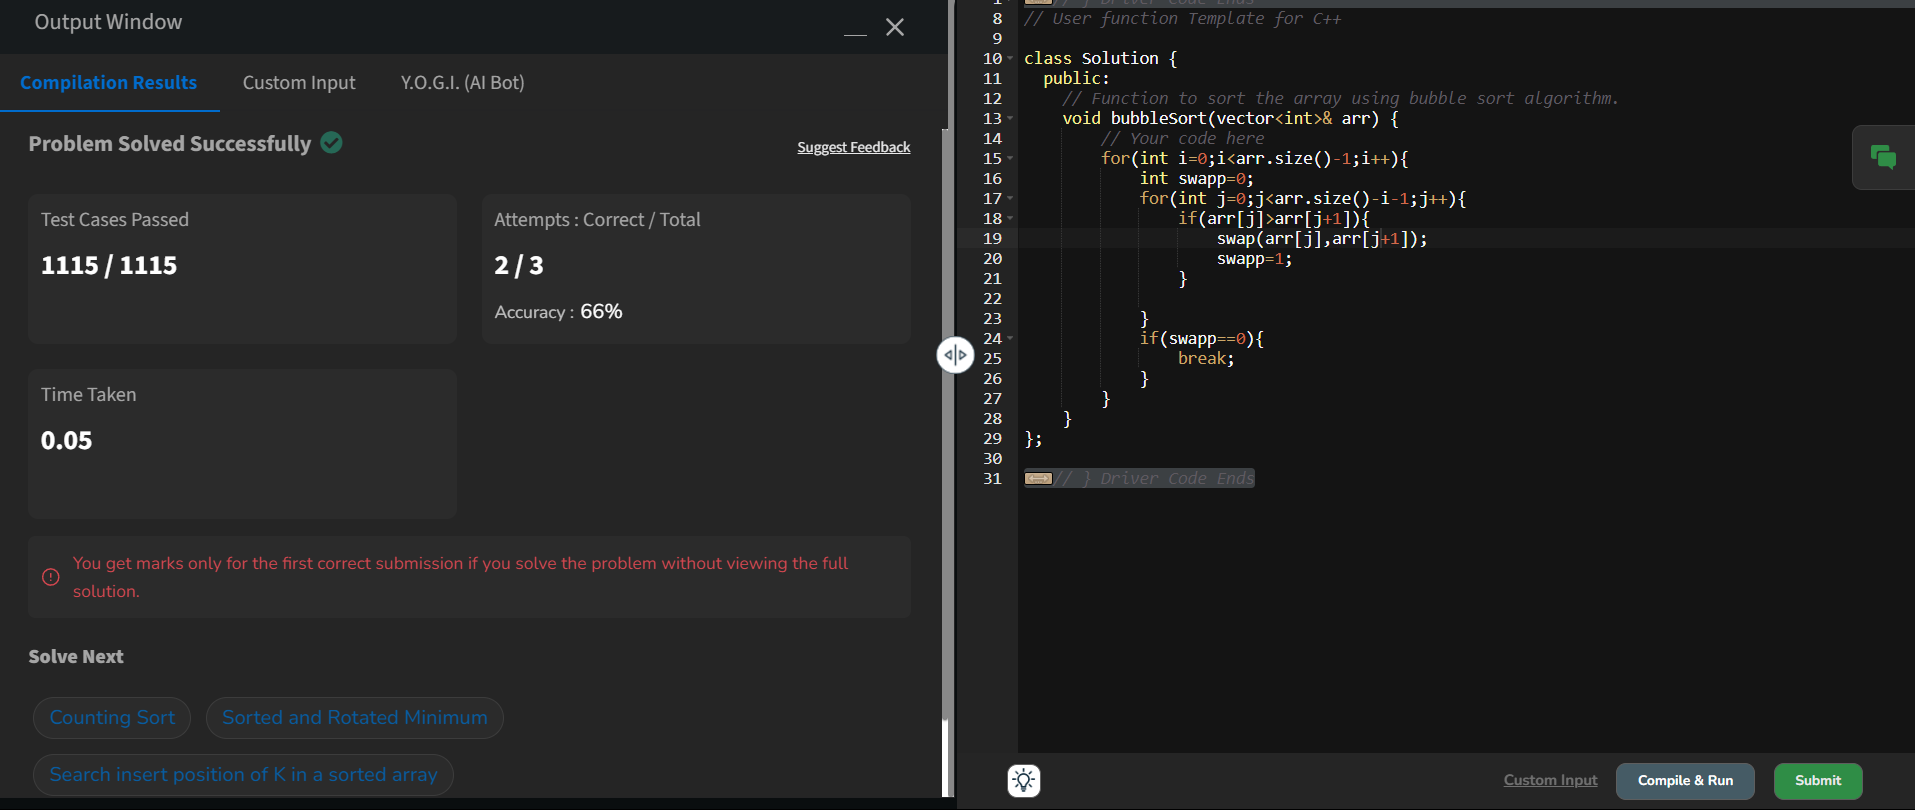 Output Window
Compilation Results Custom Input Y.O.G.I. (AI Bot)
Problem Solved Successfully
Suggest Feedback
Test Cases Passed
1115 / 1115
Attempts : Correct / Total
2 / 3
Accuracy : 66%
Time Taken
0.05
You get marks only for the first correct submission if you solve the problem without viewing the full
solution.
Solve Next
Counting Sort Sorted and Rotated Minimum
Search insert position of K in a sorted array
1 // } Driver Code Ends
8 // User function Template for C++
9
10 class Solution {
11   public:
12     // Function to sort the array using bubble sort algorithm.
13     void bubbleSort(vector<int>& arr) {
14         // Your code here
15         for(int i=0;i<arr.size()-1;i++){
16             int swapp=0;
17             for(int j=0;j<arr.size()-i-1;j++){
18                 if(arr[j]>arr[j+1]){
19                     swap(arr[j],arr[j+1]);
20                     swapp=1;
21                 }
22
23             }
24             if(swapp==0){
25                 break;
26             }
27         }
28     }
29 };
30
31 // } Driver Code Ends
Custom Input Compile & Run Submit